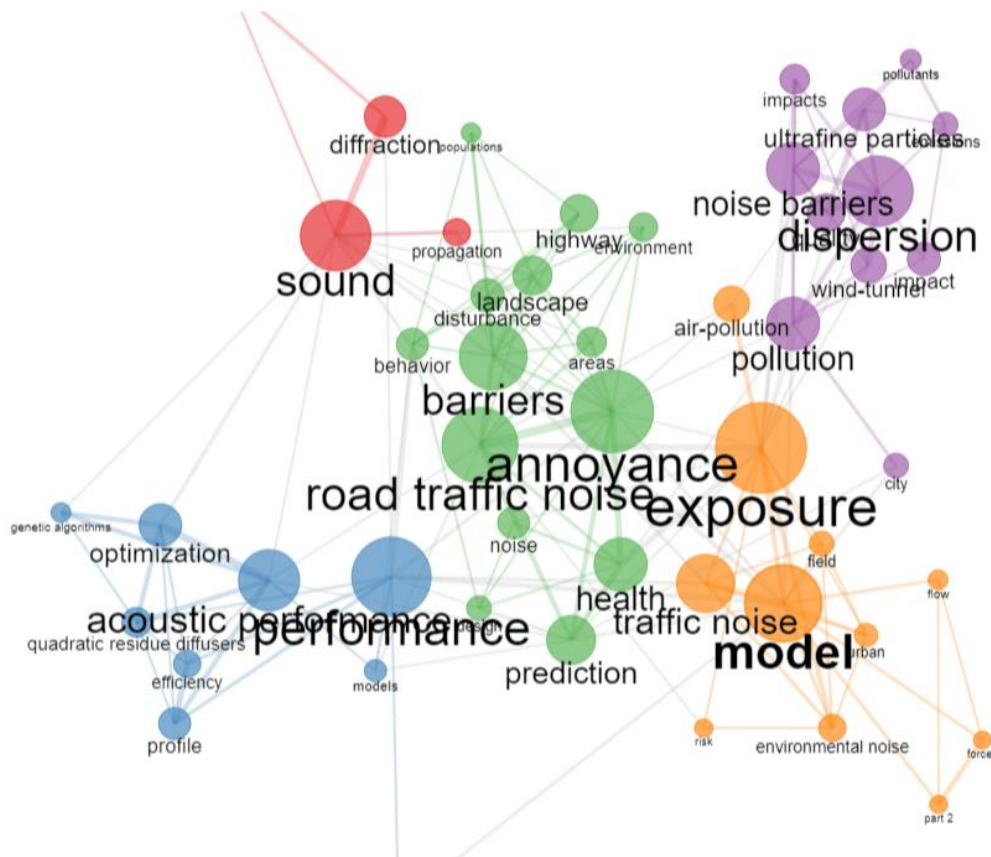 pollutants
impacts
ultrafine particles
emissions
diffraction
populations
noise barriers
highway
environment
dispersion
quality
propagation
sound
landscape
wind-tunnel
impact
disturbance
air-pollution
behavior
areas
pollution
barriers
annoyance
road traffic noise
exposure
city
genetic algorithms
optimization
noise
field
health
flow
acoustic performance
performance
design
traffic noise
quadratic residue diffusers
model
urban
efficiency
models
prediction
profile
risk
environmental noise
force
part 2